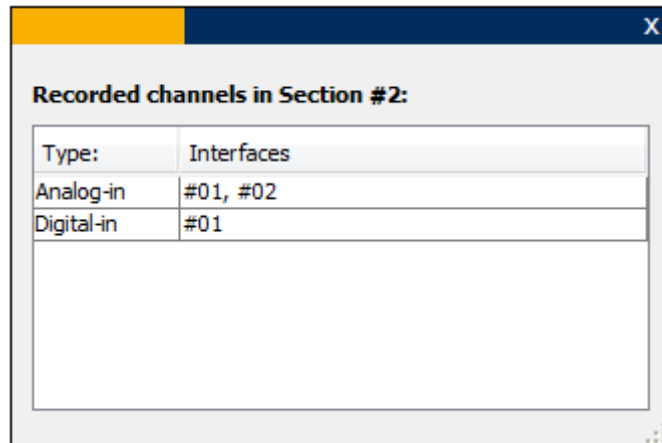 X
Recorded channels in Section #2:
Type: Interfaces
Analog-in #01, #02
Digital-in #01